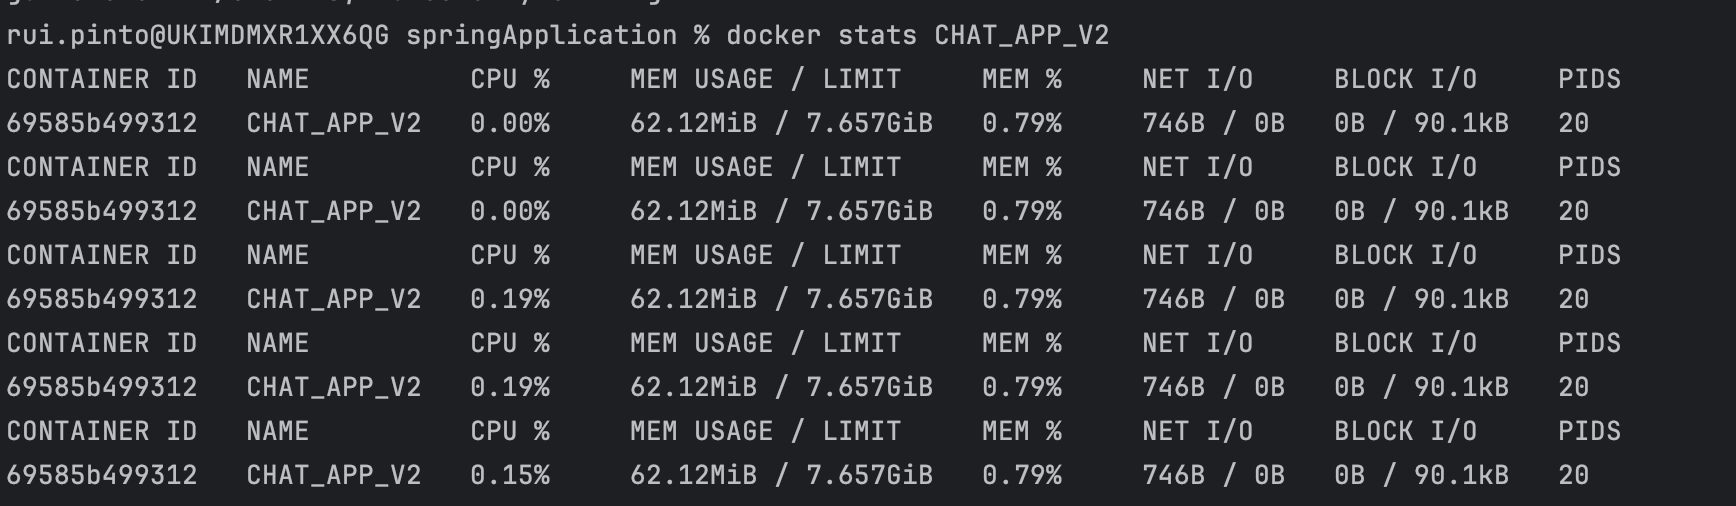 rui.pinto@UKIMDMXR1XX6QG springApplication % docker stats CHAT_APP_V2
CONTAINER ID   NAME          CPU %     MEM USAGE / LIMIT     MEM %     NET I/O     BLOCK I/O     PIDS
69585b499312   CHAT_APP_V2   0.00%     62.12MiB / 7.657GiB   0.79%     746B / 0B   0B / 90.1kB   20
CONTAINER ID   NAME          CPU %     MEM USAGE / LIMIT     MEM %     NET I/O     BLOCK I/O     PIDS
69585b499312   CHAT_APP_V2   0.00%     62.12MiB / 7.657GiB   0.79%     746B / 0B   0B / 90.1kB   20
CONTAINER ID   NAME          CPU %     MEM USAGE / LIMIT     MEM %     NET I/O     BLOCK I/O     PIDS
69585b499312   CHAT_APP_V2   0.19%     62.12MiB / 7.657GiB   0.79%     746B / 0B   0B / 90.1kB   20
CONTAINER ID   NAME          CPU %     MEM USAGE / LIMIT     MEM %     NET I/O     BLOCK I/O     PIDS
69585b499312   CHAT_APP_V2   0.19%     62.12MiB / 7.657GiB   0.79%     746B / 0B   0B / 90.1kB   20
CONTAINER ID   NAME          CPU %     MEM USAGE / LIMIT     MEM %     NET I/O     BLOCK I/O     PIDS
69585b499312   CHAT_APP_V2   0.15%     62.12MiB / 7.657GiB   0.79%     746B / 0B   0B / 90.1kB   20